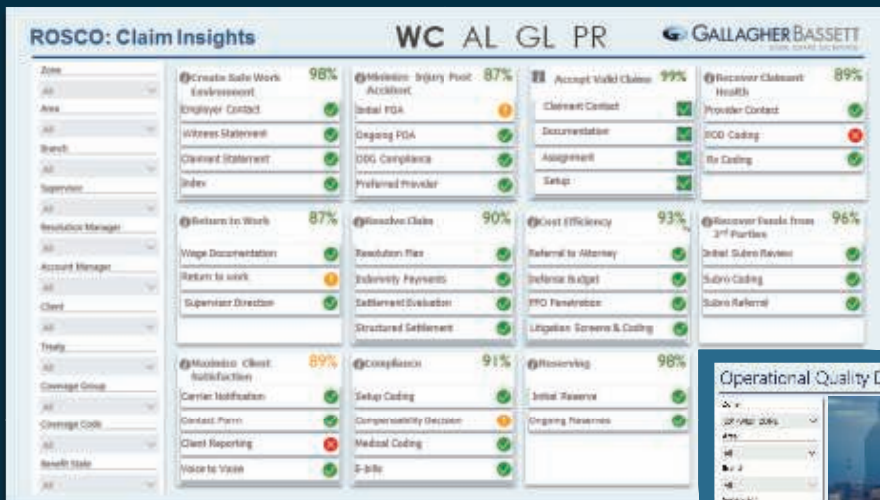 ROSCO: Claim Insights
WC AL GL PR
GALLAGHER BASSETT
Zone
All
Area
All
Branch
All
Supervisor
All
Resolution Manager
All
Account Manager
All
Client
All
Treaty
All
Coverage Group
All
Coverage Code
All
Benefit State
All
Create Safe Work Environment 98%
Employer Contact
Witness Statement
Claimant Statement
Index
Minimize Injury Post Accident 87%
Initial POA
Ongoing POA
ODG Compliance
Preferred Provider
Accept Valid Claims 99%
Claimant Contact
Documentation
Assignment
Setup
Recover Claimant Health 89%
Provider Contact
Coding
Rx Coding
Return to Work 87%
Wage Documentation
Return to work
Supervisor Direction
Resolve Claim 90%
Resolution Plan
Indemnity Payments
Settlement Evaluation
Structured Settlement
Cost Efficiency 93%
Referral to Attorney
Defense Budget
PPO Penetration
Litigation Screens & Coding
Recover Funds from 3rd Parties 96%
Initial Subro Review
Subro Coding
Subro Referral
Maximize Client Satisfaction 89%
Carrier Notification
Contact Form
Client Reporting
Voice to Voice
Compliance 91%
Setup Coding
Compensability Decision
Medical Coding
E-bills
Reserving 98%
Initial Reserve
Ongoing Reserves
Operational Quality D